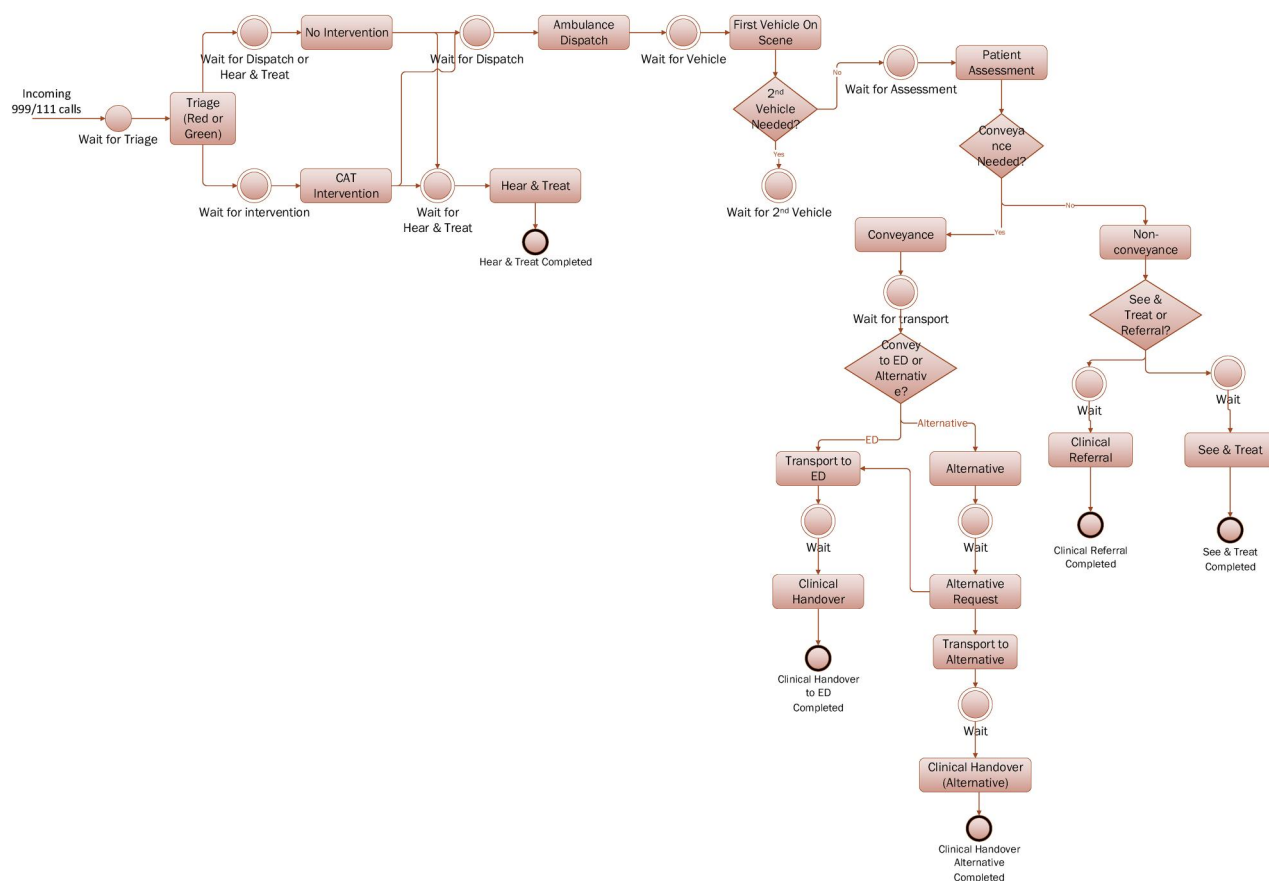 Incoming
999/111 calls
Wait for Triage
Triage
(Red or
Green)
Wait for Dispatch or
Hear & Treat
No Intervention
Wait for intervention
CAT
Intervention
Wait for Dispatch
Ambulance
Dispatch
Wait for Vehicle
First Vehicle On
Scene
Wait for
Hear & Treat
Hear & Treat
Hear & Treat Completed
2nd
Vehicle
Needed?
No
Yes
Wait for 2nd Vehicle
Wait for Assessment
Patient
Assessment
Conveya
nce
Needed?
Yes
No
Conveyance
Wait for transport
Convey
to ED or
Alternativ
e?
ED
Alternative
Transport to
ED
Wait
Clinical
Handover
Clinical Handover
to ED
Completed
Alternative
Wait
Alternative
Request
Transport to
Alternative
Wait
Clinical Handover
(Alternative)
Clinical Handover
Alternative
Completed
Non-
conveyance
See &
Treat or
Referral?
Wait
Clinical
Referral
Clinical Referral
Completed
Wait
See & Treat
See & Treat
Completed